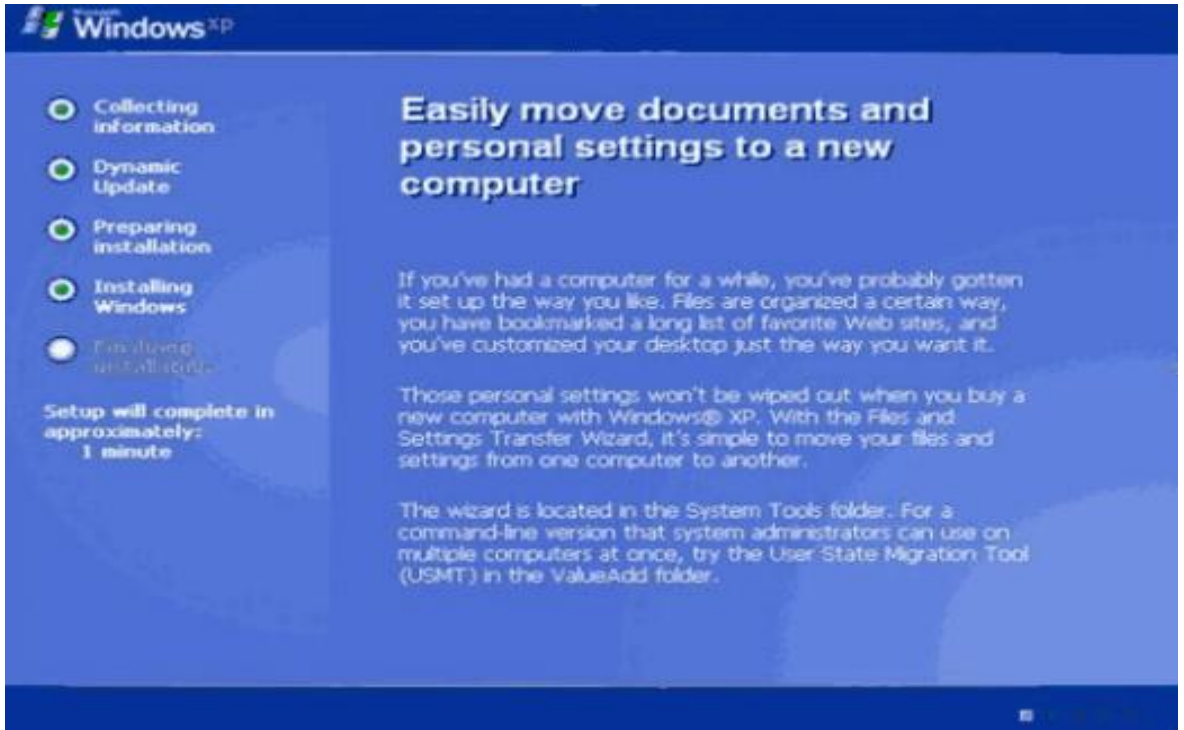 Windows xp
Collecting
information
Dynamic
Update
Preparing
installation
Installing
Windows
Finalizing
installation
Setup will complete in
approximately:
1 minute
Easily move documents and
personal settings to a new
computer
If you've had a computer for a while, you've probably gotten
it set up the way you like. Files are organized a certain way,
you have bookmarked a long list of favorite Web sites, and
you've customized your desktop just the way you want it.
Those personal settings won't be wiped out when you buy a
new computer with Windows® XP. With the Files and
Settings Transfer Wizard, it's simple to move your files and
settings from one computer to another.
The wizard is located in the System Tools folder. For a
command-line version that system administrators can use on
multiple computers at once, try the User State Migration Tool
(USMT) in the ValueAdd folder.